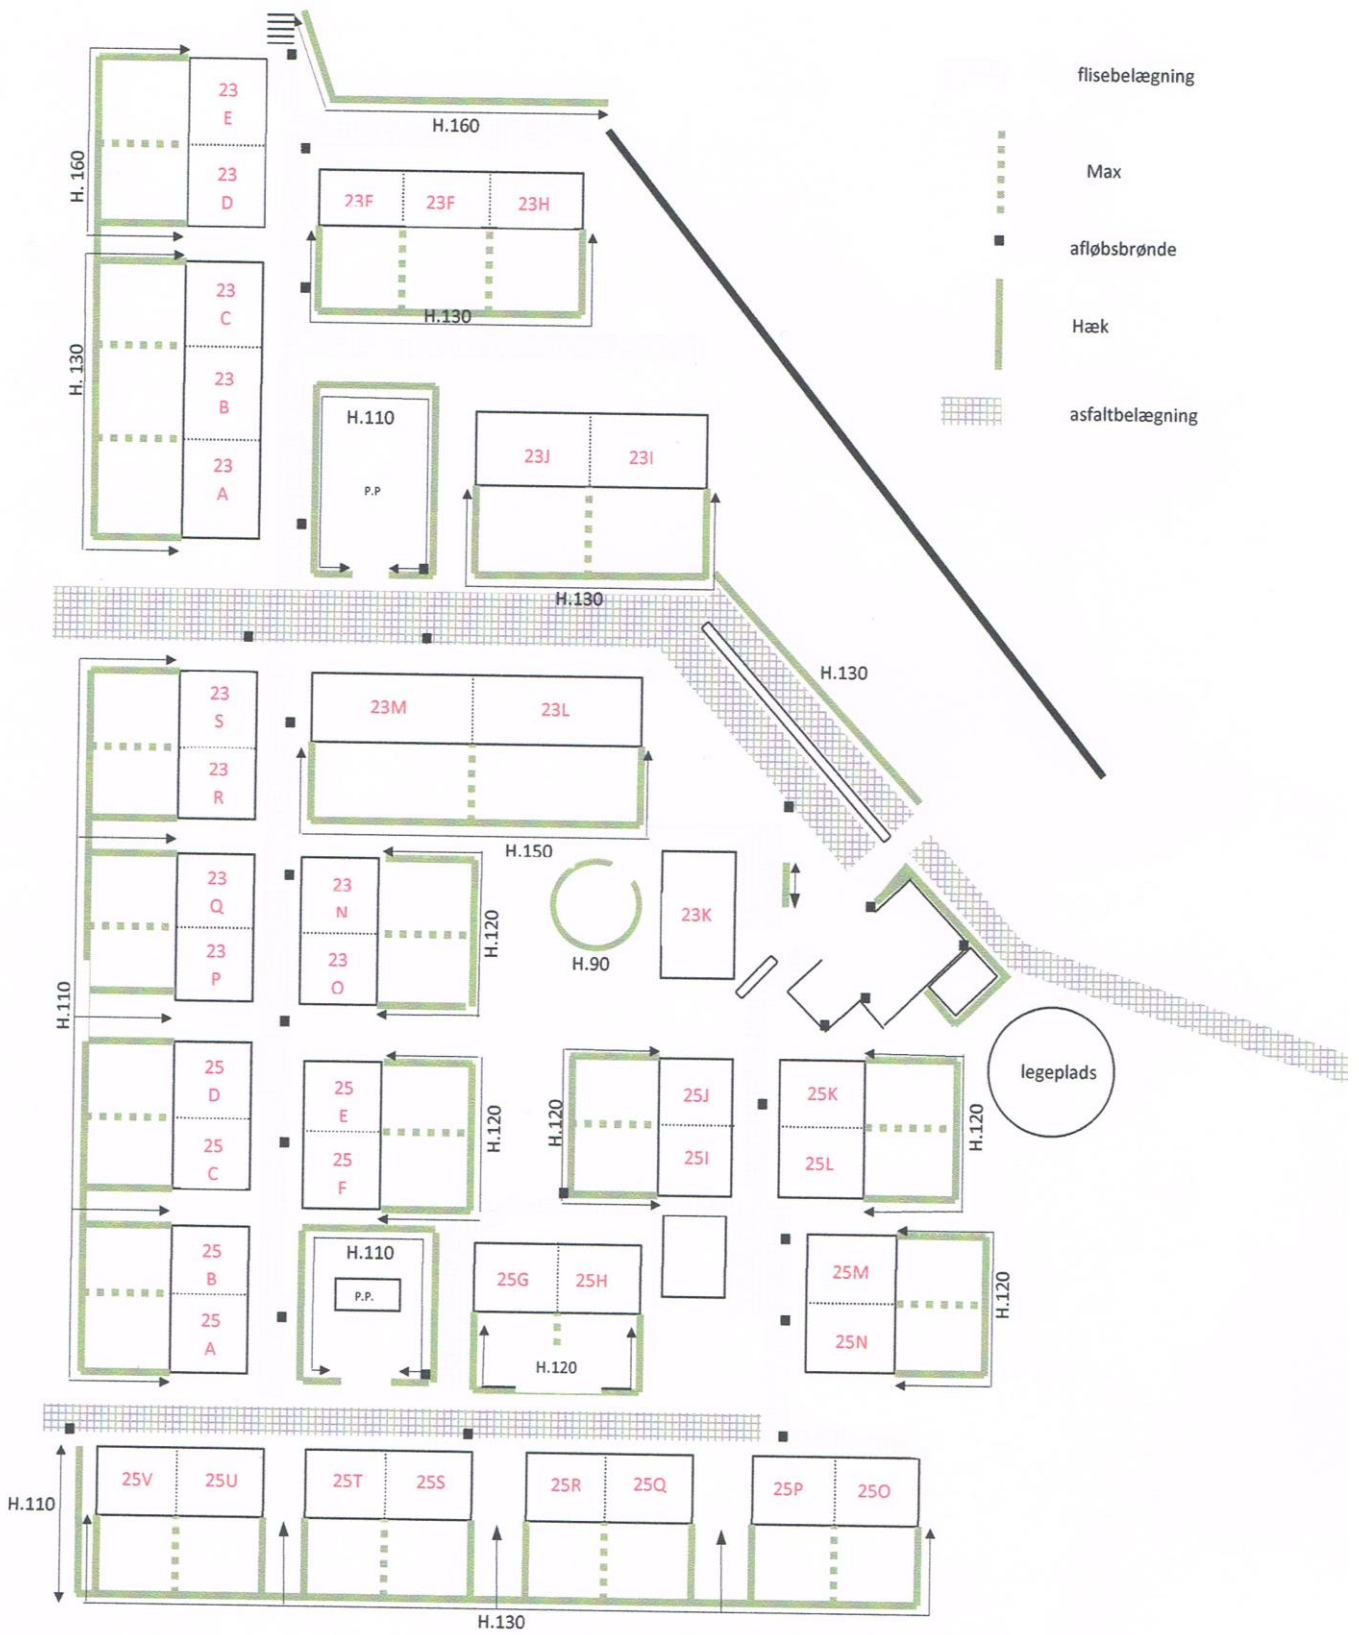 flisebelægning
Max
afløbsbrønde
Hæk
asfaltbelægning
H.160
23
E
23
D
H. 160
23F
23F
23H
H.130
23
C
23
B
23
A
H. 130
H.110
P.P
23J
23I
H.130
H.130
23
S
23
R
23M
23L
H.150
23
Q
23
P
23
N
23
O
H.120
H.90
23K
H.110
25
D
25
C
25
E
25
F
H.120
H.120
25J
25I
25K
25L
H.120
legeplads
25
B
25
A
H.110
P.P.
25G
25H
H.120
25M
25N
H.120
H.110
25V
25U
25T
25S
25R
25Q
25P
25O
H.130